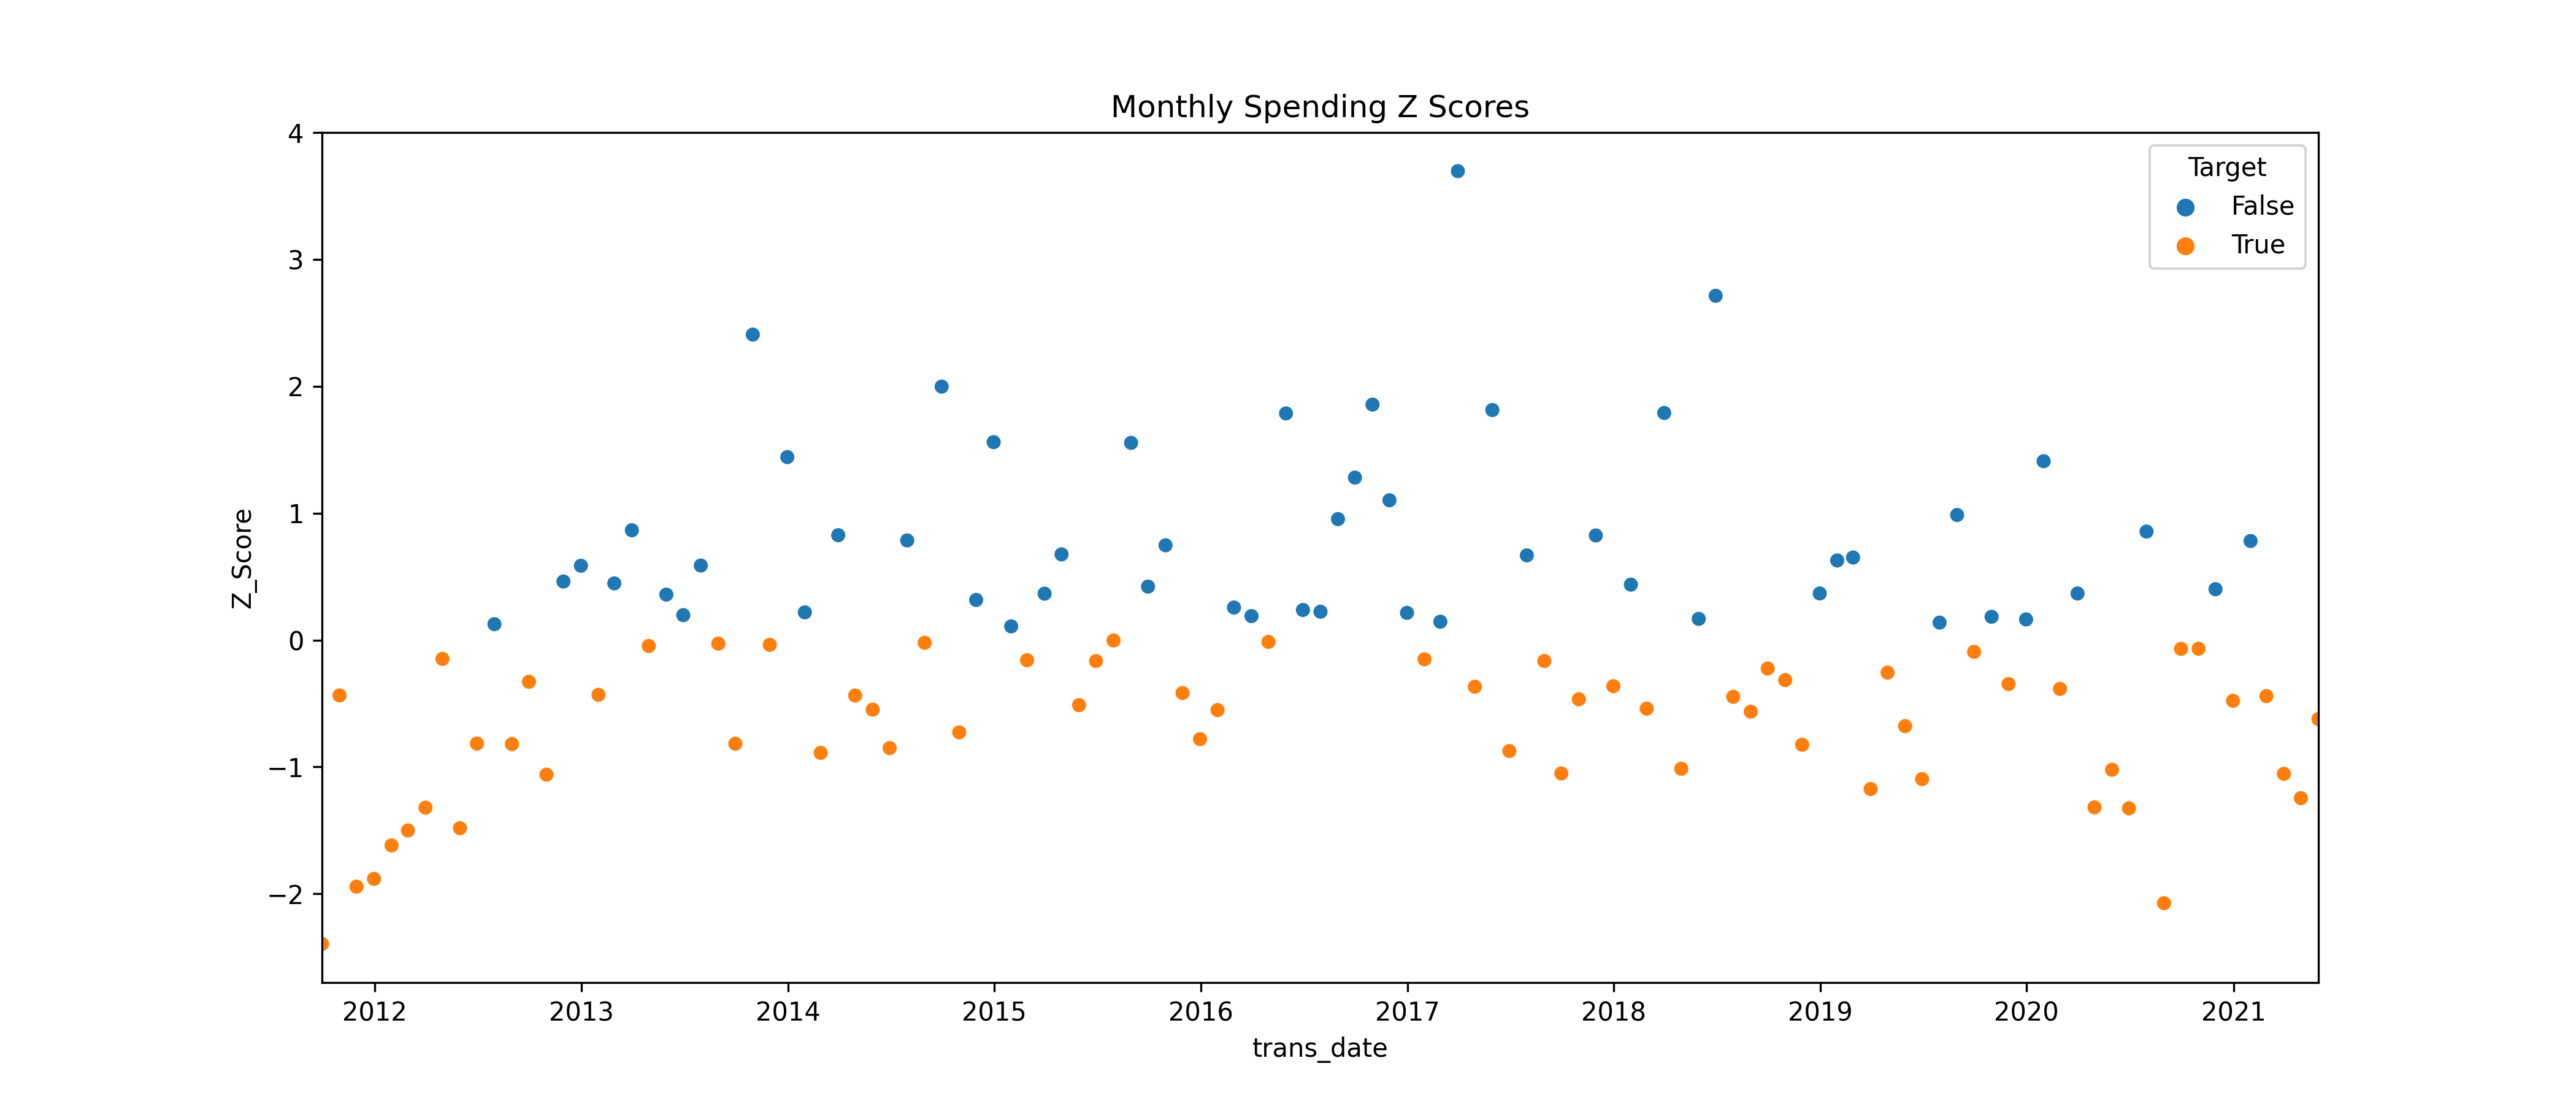 Monthly Spending Z Scores
4
3
2
1
0
−1
−2
Z_Score
Target
False
True
2012 2013 2014 2015 2016 2017 2018 2019 2020 2021
trans_date